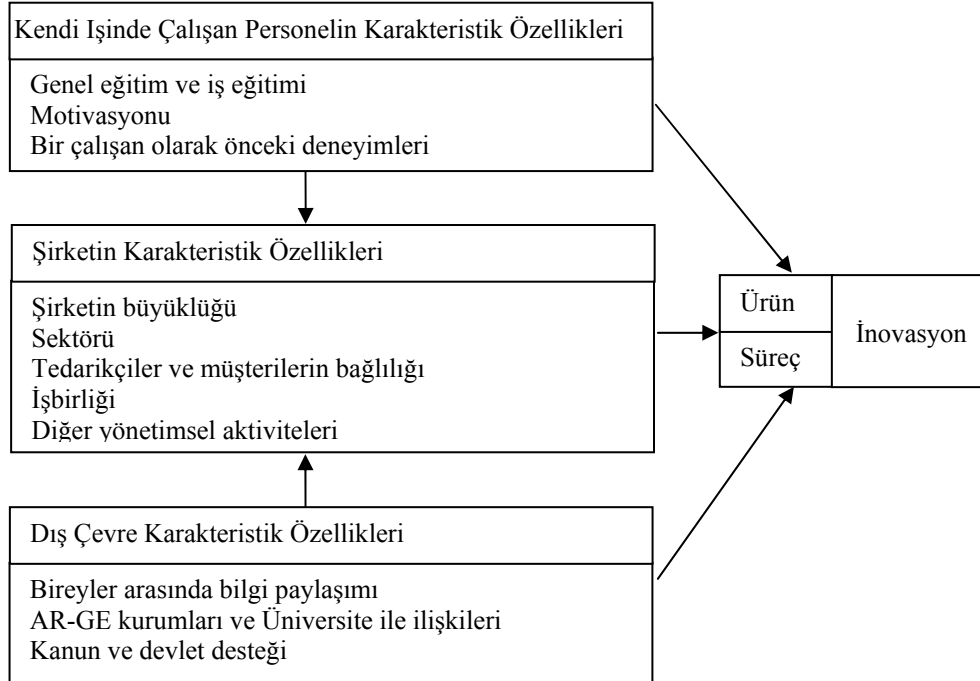 Kendi Işinde Çalışan Personelin Karakteristik Özellikleri
Genel eğitim ve iş eğitimi
Motivasyonu
Bir çalışan olarak önceki deneyimleri
Şirketin Karakteristik Özellikleri
Şirketin büyüklüğü
Sektörü
Tedarikçiler ve müşterilerin bağlılığı
İşbirliği
Diğer yönetimsel aktiviteleri
Ürün
Süreç
İnovasyon
Dış Çevre Karakteristik Özellikleri
Bireyler arasında bilgi paylaşımı
AR-GE kurumları ve Üniversite ile ilişkileri
Kanun ve devlet desteği